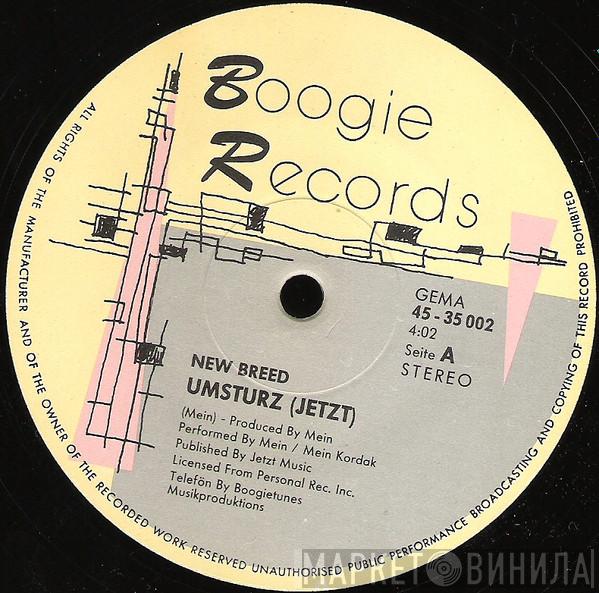 Boogie
Records
GEMA
45-35 002
4:02
Seite A
STEREO
NEW BREED
UMSTURZ (JETZT)
(Mein) - Produced By Mein
Performed By Mein / Mein Kordak
Published By Jetzt Music
Licensed From Personal Rec. Inc.
Telefön By Boogietunes
Musikproduktions
ALL RIGHTS OF THE MANUFACTURER AND OF THE OWNER OF THE RECORDED WORK RESERVED UNAUTHORISED PUBLIC PERFORMANCE BROADCASTING AND COPYING OF THIS RECORD PROHIBITED
МАРКЕТ ВИНИЛА